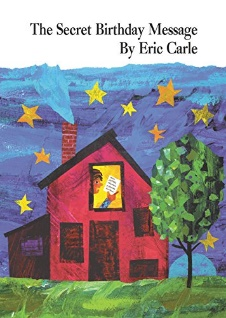 The Secret Birthday Message
By Eric Carle